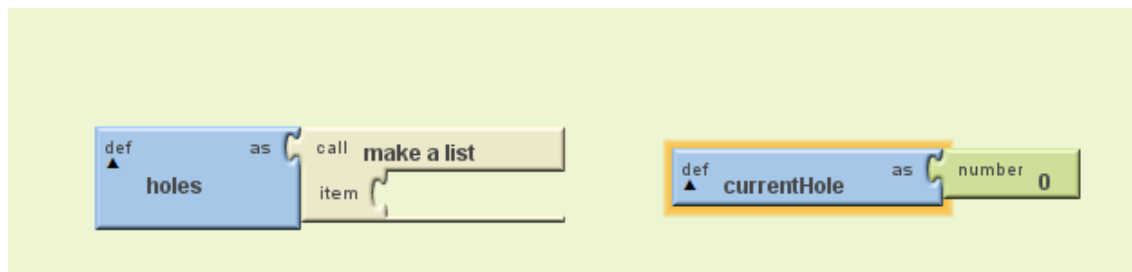 def as
holes
call make a list
item
def as
currentHole
number 0